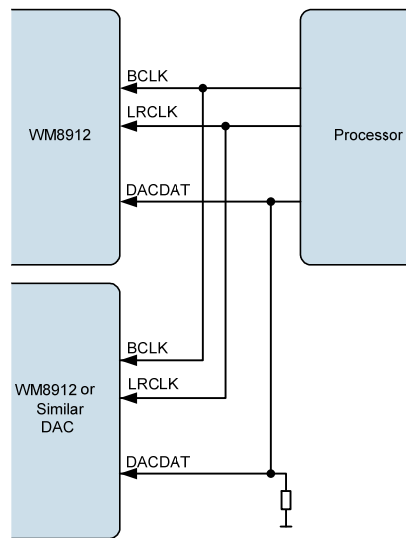 BCLK
LRCLK
WM8912
Processor
DACDAT
BCLK
LRCLK
WM8912 or
Similar
DAC
DACDAT